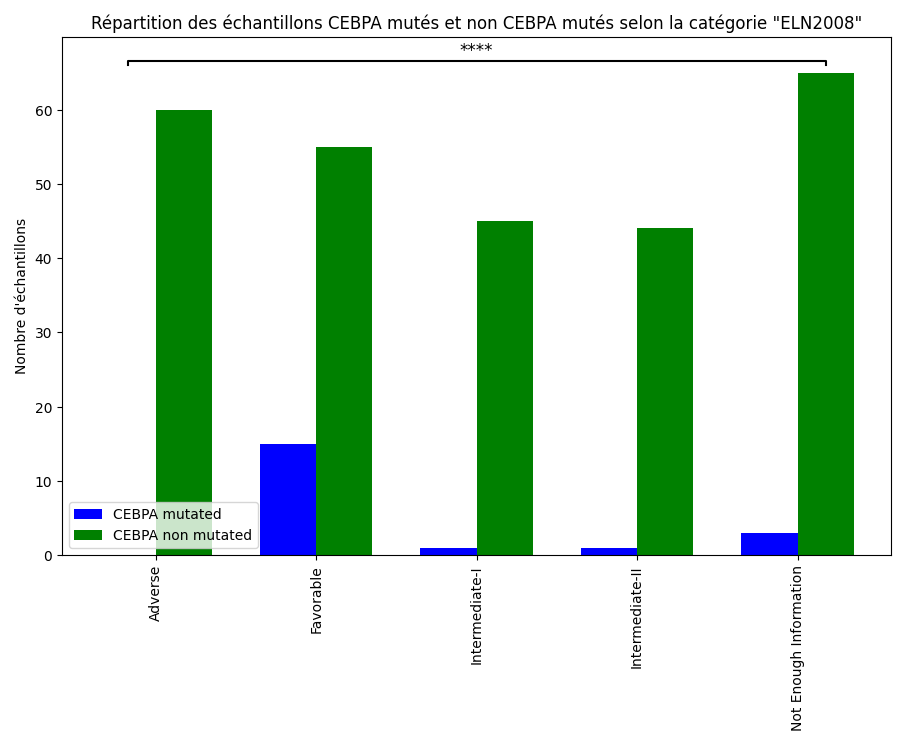 Répartition des échantillons CEBPA mutés et non CEBPA mutés selon la catégorie "ELN2008"
****
60
50
40
30
20
10
0
Nombre d'échantillons
CEBPA mutated
CEBPA non mutated
Adverse
Favorable
Intermediate-I
Intermediate-II
Not Enough Information